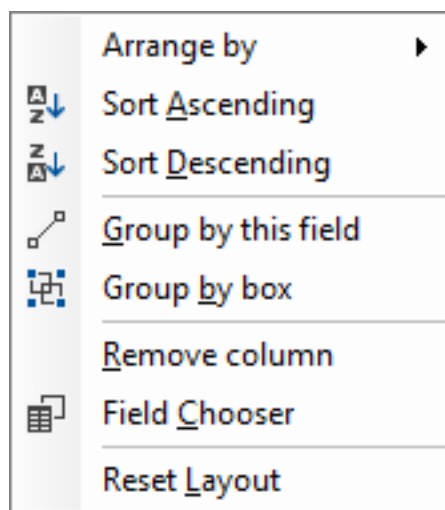 Arrange by
Sort Ascending
Sort Descending
Group by this field
Group by box
Remove column
Field Chooser
Reset Layout